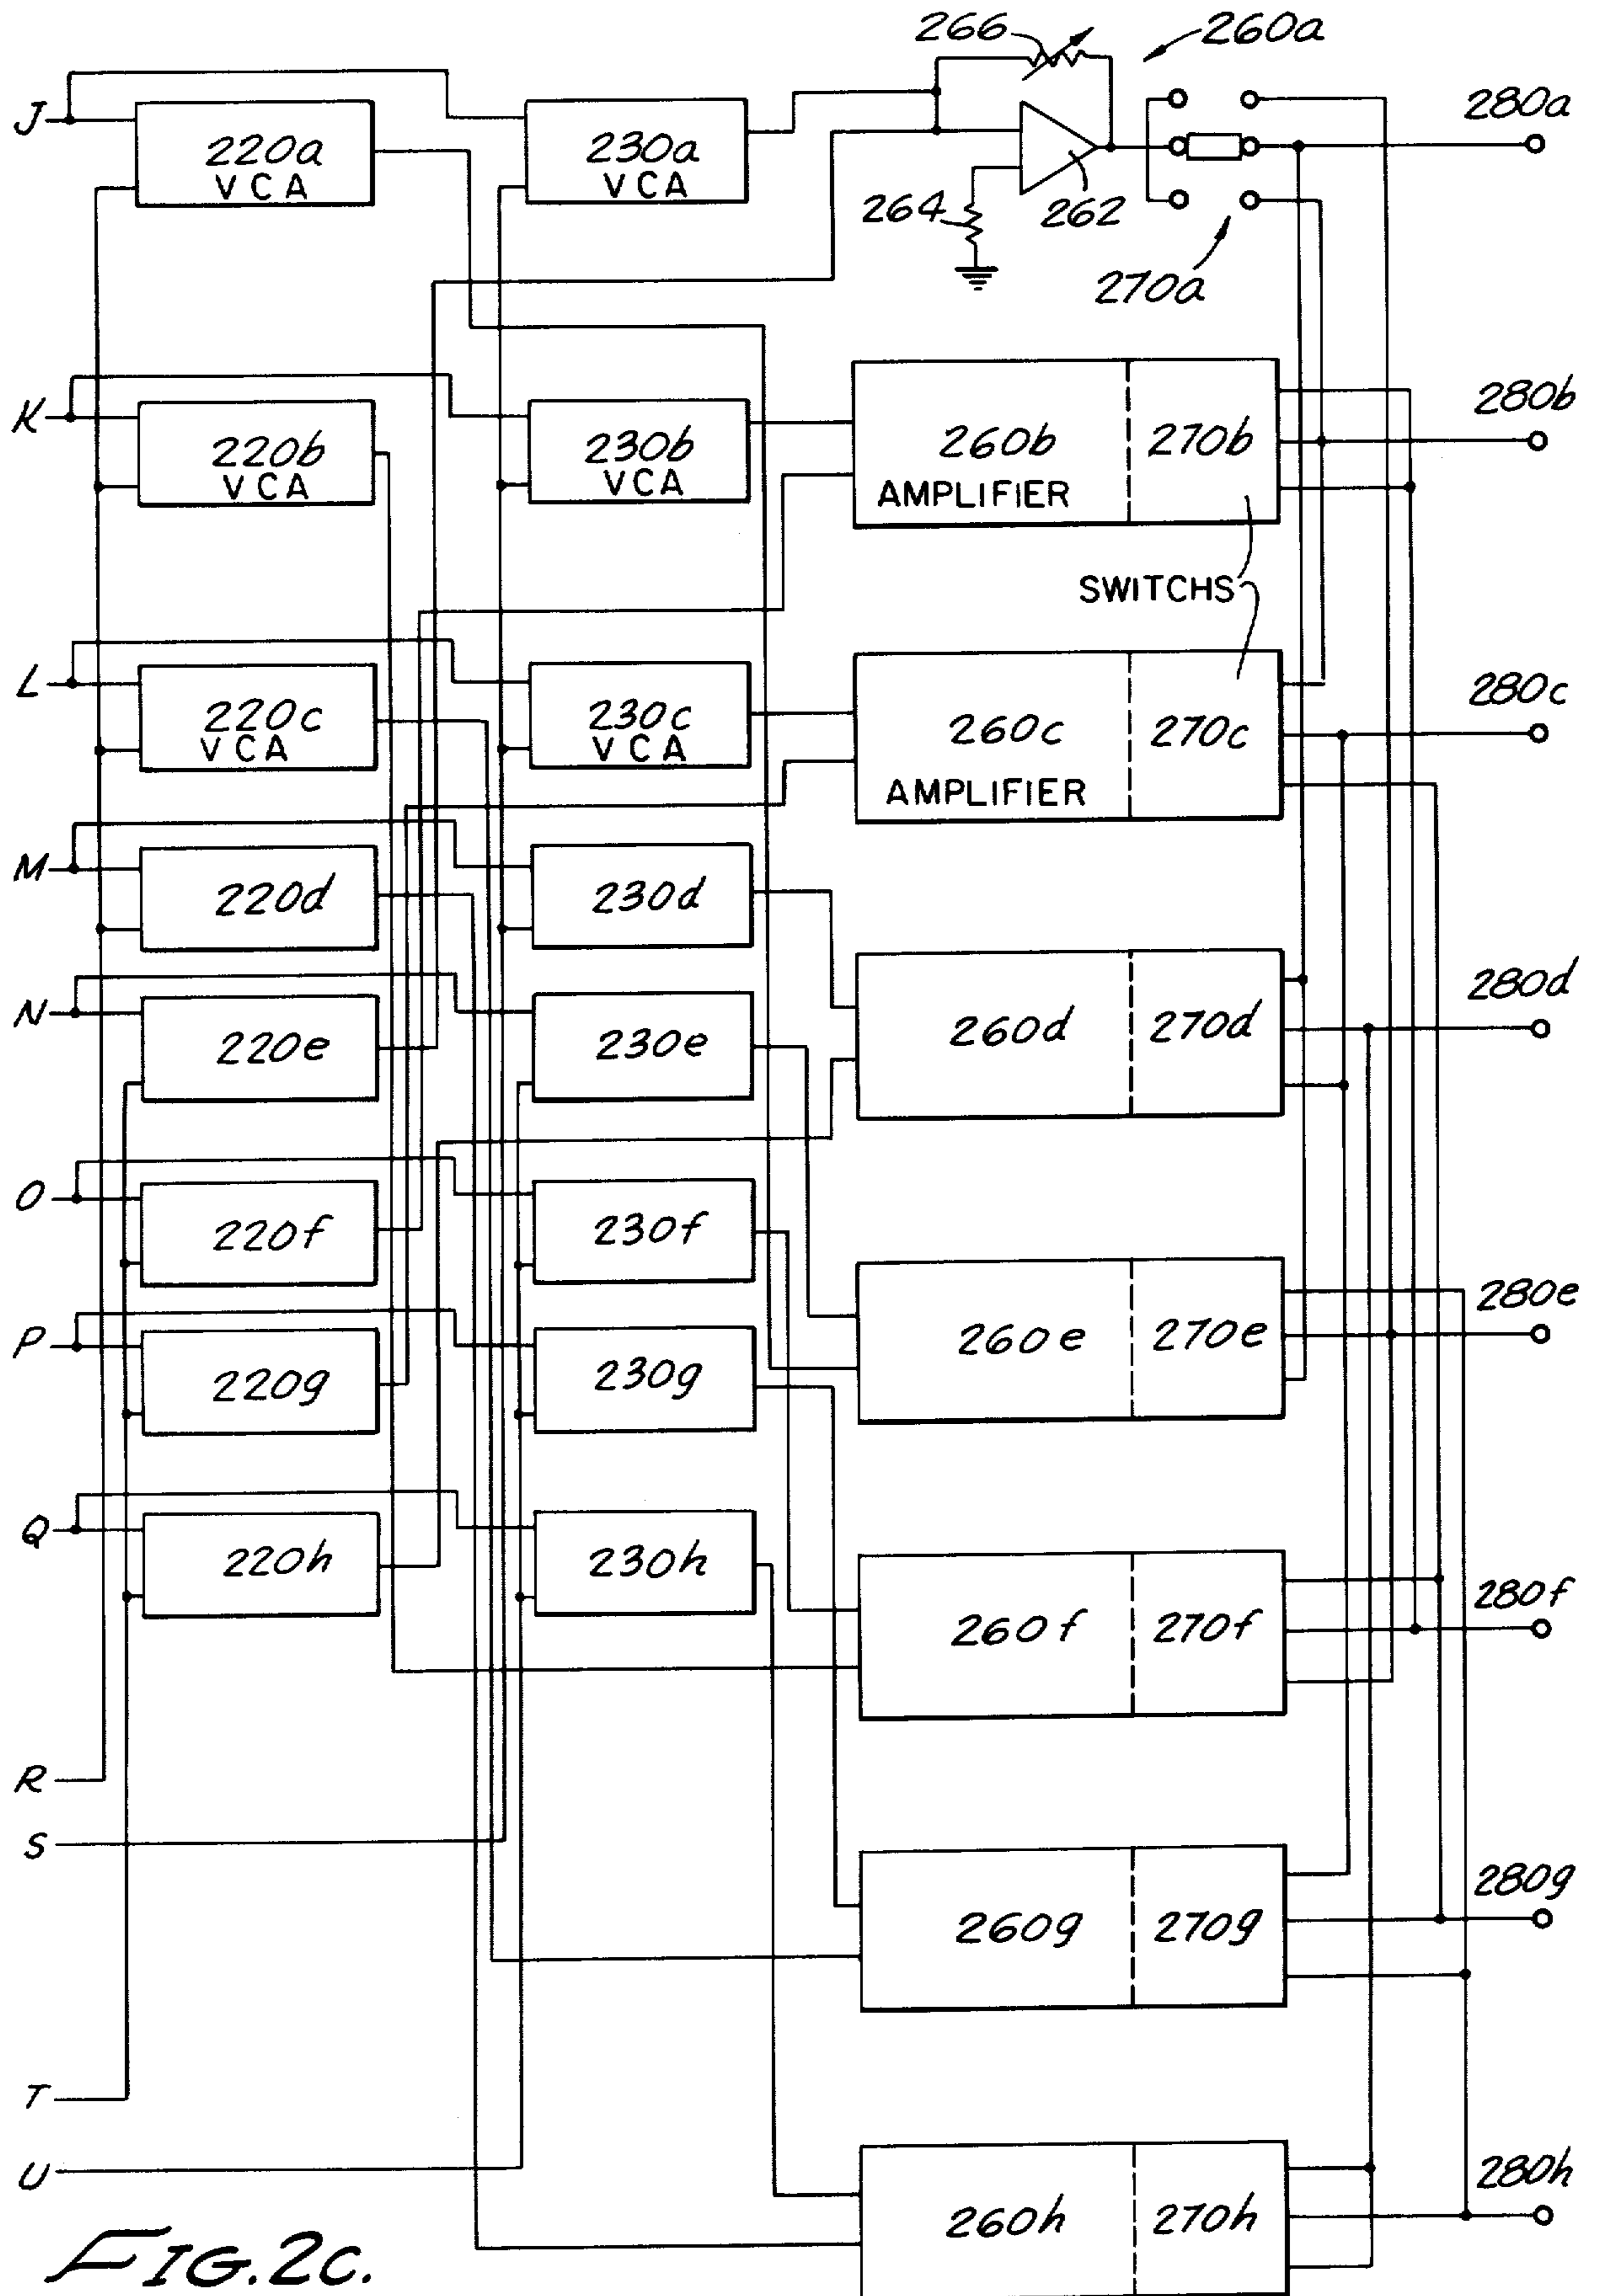 266
260a
J
280a
220a
VCA
230a
VCA
264
262
270a
K
280b
220b
VCA
230b
VCA
260b
270b
AMPLIFIER
SWITCHS
L
280c
220c
VCA
230c
VCA
260c
270c
AMPLIFIER
M
220d
230d
280d
N
220e
230e
260d
270d
O
220f
230f
280e
P
220g
230g
260e
270e
Q
220h
230h
280f
260f
270f
R
S
280g
260g
270g
T
U
280h
260h
270h
FIG.2C.